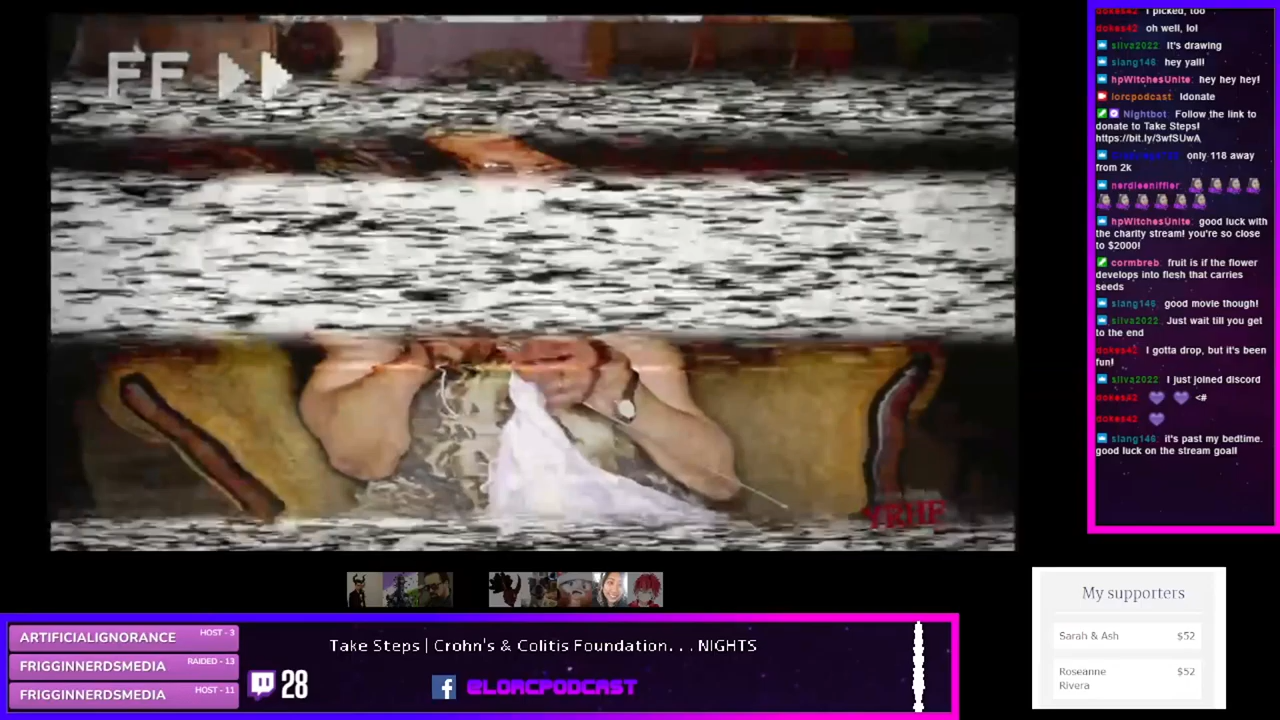 FF
YRHP
I picked, too
dokes42: oh well, lol
silva2022: It's drawing
slang146: hey yall!
hpWitchesUnite: hey hey hey!
lorcpodcast: !donate
Nightbot: Follow the link to
donate to Take Steps!
https://bit.ly/3wfSUwA
only 118 away
from 2k
nerdieeniffler:
hpWitchesUnite: good luck with
the charity stream! you're so close
to $2000!
cormbreb: fruit is if the flower
develops into flesh that carries
seeds
slang146: good movie though!
silva2022: Just wait till you get
to the end
dokes42: I gotta drop, but it's been
fun!
silva2022: I just joined discord
dokes42: <#
dokes42:
slang146: it's past my bedtime.
good luck on the stream goal!
My supporters
Sarah & Ash $52
Roseanne $52
Rivera
ARTIFICIALIGNORANCE HOST - 3
FRIGGINNERDSMEDIA RAIDED - 13
FRIGGINNERDSMEDIA HOST - 11
28
Take Steps | Crohn's & Colitis Foundation. . . NIGHTS
@LORCPODCAST